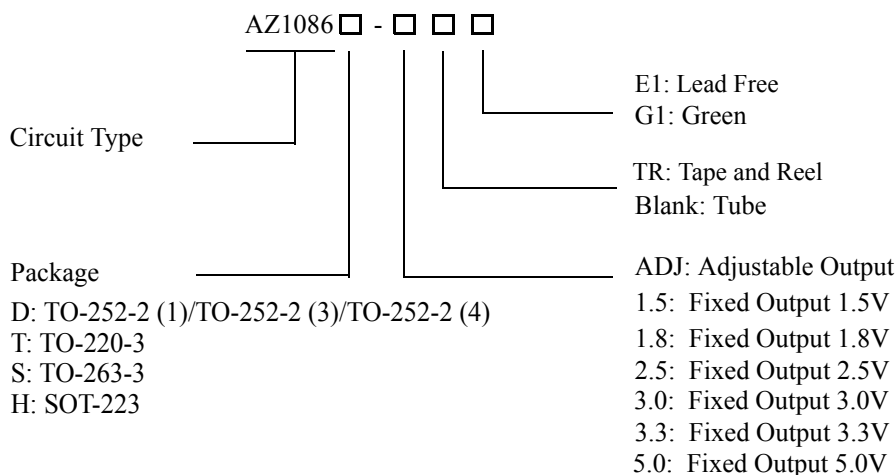 AZ1086 □ - □ □ □
E1: Lead Free
G1: Green
Circuit Type
TR: Tape and Reel
Blank: Tube
Package
D: TO-252-2 (1)/TO-252-2 (3)/TO-252-2 (4)
T: TO-220-3
S: TO-263-3
H: SOT-223
ADJ: Adjustable Output
1.5: Fixed Output 1.5V
1.8: Fixed Output 1.8V
2.5: Fixed Output 2.5V
3.0: Fixed Output 3.0V
3.3: Fixed Output 3.3V
5.0: Fixed Output 5.0V